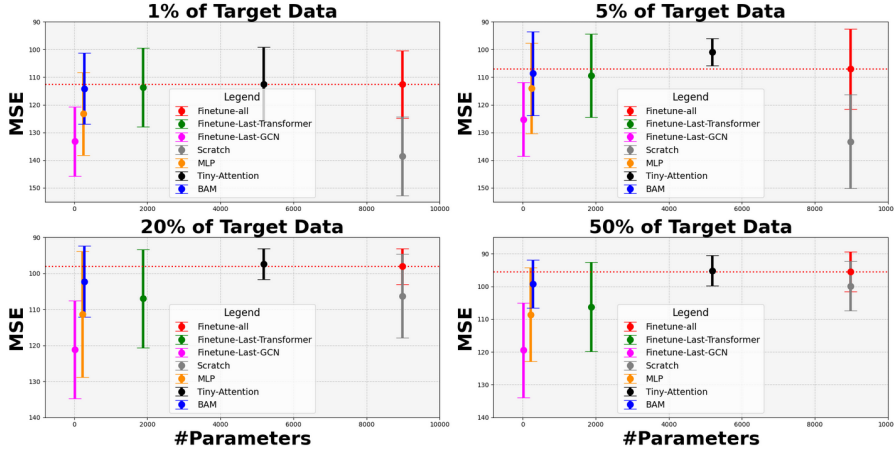 1% of Target Data
MSE
90
100
110
120
130
140
150
0
2000
4000
6000
8000
10000
Legend
Finetune-all
Finetune-Last-Transformer
Finetune-Last-GCN
Scratch
MLP
Tiny-Attention
BAM
5% of Target Data
MSE
90
100
110
120
130
140
150
0
2000
4000
6000
8000
1000
Legend
Finetune-all
Finetune-Last-Transformer
Finetune-Last-GCN
Scratch
MLP
Tiny-Attention
BAM
20% of Target Data
MSE
90
100
110
120
130
140
0
2000
4000
6000
8000
10000
Legend
Finetune-all
Finetune-Last-Transformer
Finetune-Last-GCN
Scratch
MLP
Tiny-Attention
BAM
#Parameters
50% of Target Data
MSE
90
100
110
120
130
140
0
2000
4000
6000
8000
1000
Legend
Finetune-all
Finetune-Last-Transformer
Finetune-Last-GCN
Scratch
MLP
Tiny-Attention
BAM
#Parameters